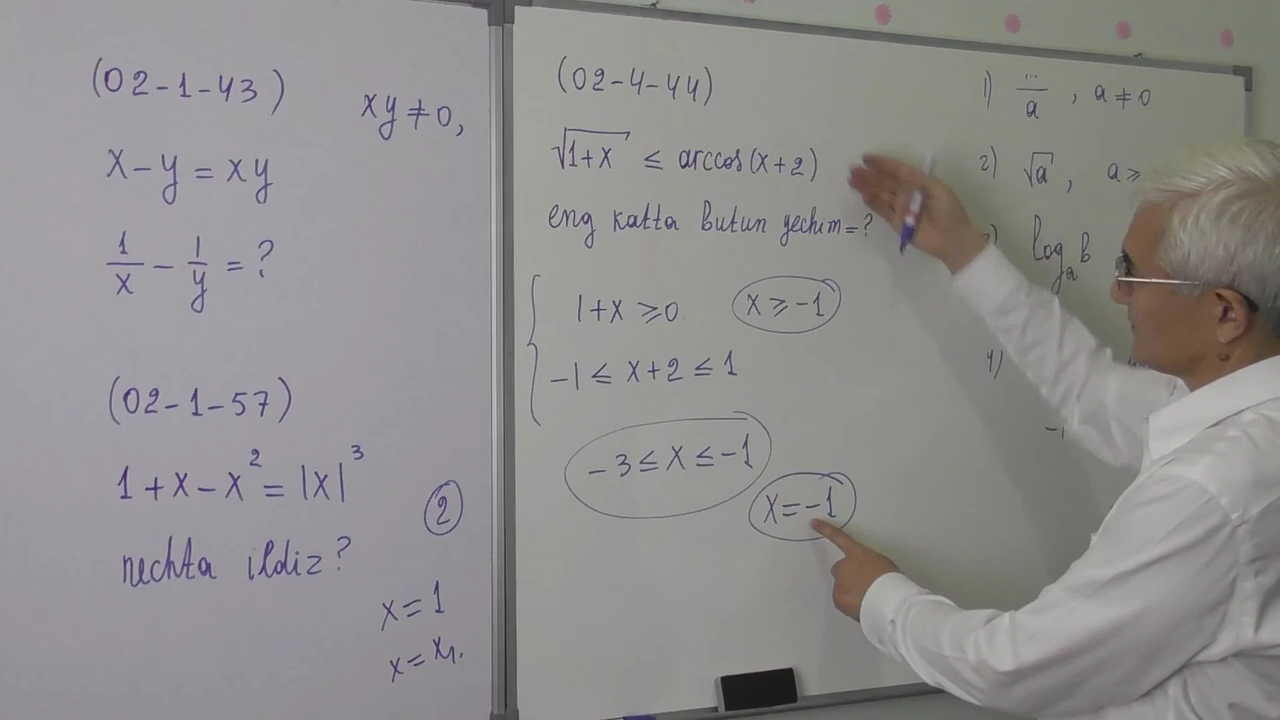 (02-1-43)
xy ≠ 0,
x - y = xy
1/x - 1/y = ?
(02-1-57)
1 + x - x² = |x|³
nechta ildiz?
②
x = 1
x = x₁.
(02-4-44)
√(1+x) ≤ arccos(x+2)
eng katta butun yechim = ?
1 + x ≥ 0. x ≥ -1
-1 ≤ x + 2 ≤ 1
-3 ≤ x ≤ -1
x = -1
1) .../a , a ≠ 0
2) √a , a ≥
logₐ b
4)